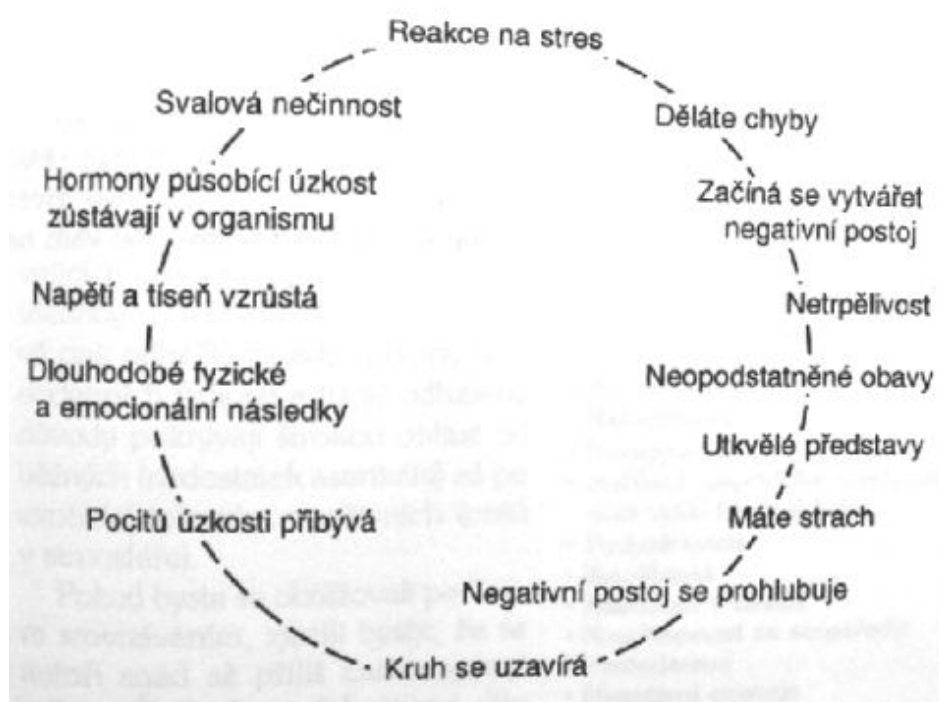 Reakce na stres
Svalová nečinnost
Děláte chyby
Hormony působící úzkost
zůstávají v organismu
Začíná se vytvářet
negativní postoj
Napětí a tíseň vzrůstá
Netrpělivost
Dlouhodobé fyzické
a emocionální následky
Neopodstatněné obavy
Utkvělé představy
Pocitů úzkosti přibývá
Máte strach
Negativní postoj se prohlubuje
Kruh se uzavírá